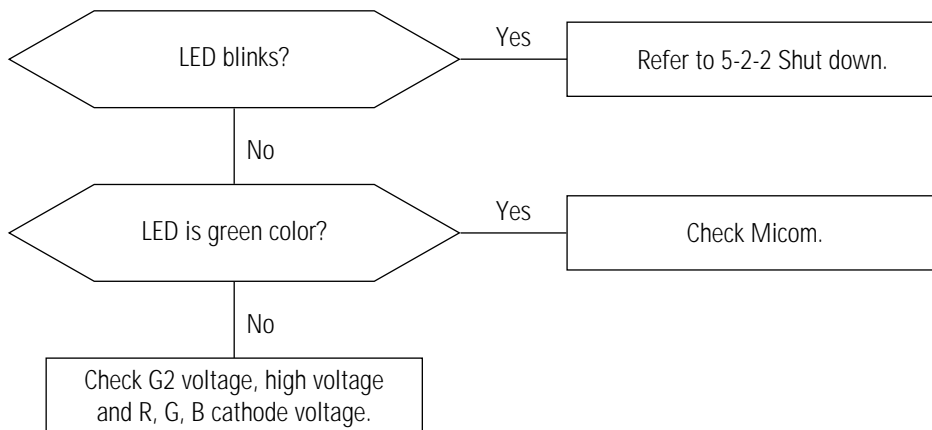 LED blinks?
Yes
Refer to 5-2-2 Shut down.
No
LED is green color?
Yes
Check Micom.
No
Check G2 voltage, high voltage
and R, G, B cathode voltage.